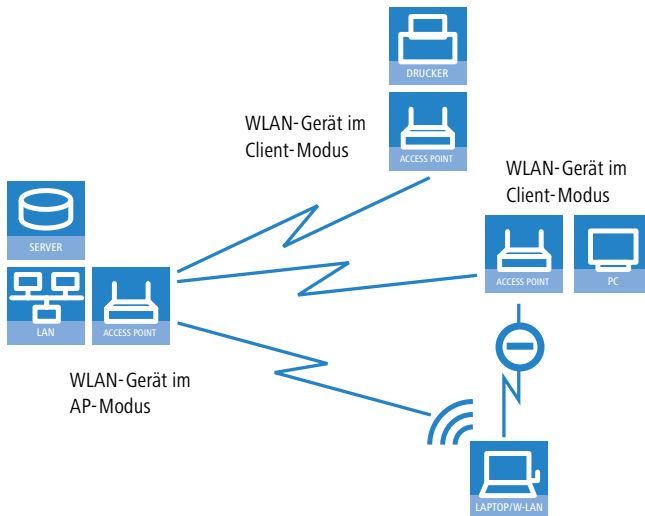 DRUCKER
WLAN-Gerät im
Client-Modus
ACCESS POINT
WLAN-Gerät im
Client-Modus
SERVER
ACCESS POINT
PC
LAN
ACCESS POINT
WLAN-Gerät im
AP-Modus
LAPTOP/W-LAN